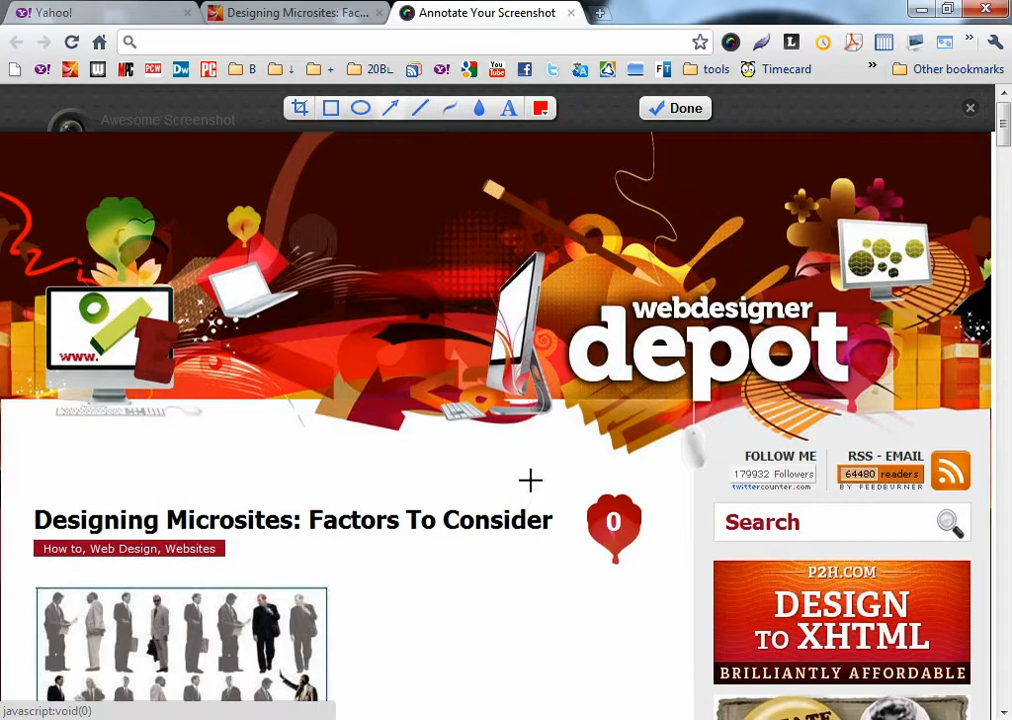 Yahoo!
Designing Microsites: Fac...
Annotate Your Screenshot
tools
Timecard
Other bookmarks
Awesome Screenshot
A
Done
www.
webdesigner
depot
FOLLOW ME
RSS - EMAIL
179932 Followers
64480 readers
twittercounter.com
BY FEEDBURNER
Designing Microsites: Factors To Consider
0
Search
How to, Web Design, Websites
P2H.COM
DESIGN
TO XHTML
BRILLIANTLY AFFORDABLE
javascript:void(0)